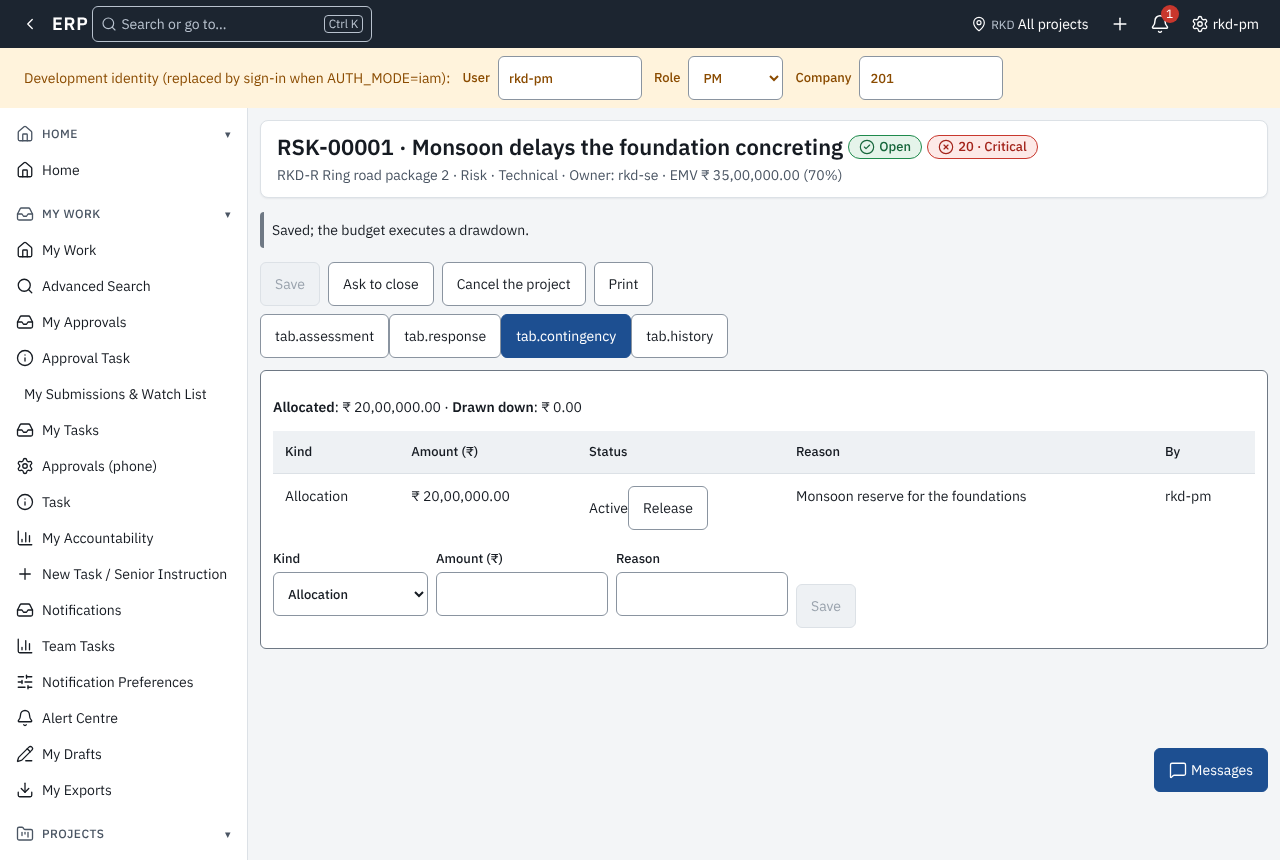 ERP
Search or go to...
Ctrl K
RKD All projects
1
rkd-pm
Development identity (replaced by sign-in when AUTH_MODE=iam):
User
rkd-pm
Role
PM
Company
201
HOME
Home
MY WORK
My Work
Advanced Search
My Approvals
Approval Task
My Submissions & Watch List
My Tasks
Approvals (phone)
Task
My Accountability
New Task / Senior Instruction
Notifications
Team Tasks
Notification Preferences
Alert Centre
My Drafts
My Exports
PROJECTS
RSK-00001 · Monsoon delays the foundation concreting
Open
20 · Critical
RKD-R Ring road package 2 · Risk · Technical · Owner: rkd-se · EMV ₹ 35,00,000.00 (70%)
Saved; the budget executes a drawdown.
Save
Ask to close
Cancel the project
Print
tab.assessment
tab.response
tab.contingency
tab.history
Allocated: ₹ 20,00,000.00 · Drawn down: ₹ 0.00
Kind Amount (₹) Status Reason By
Allocation ₹ 20,00,000.00 Active Release Monsoon reserve for the foundations rkd-pm
Kind Amount (₹) Reason
Allocation
Save
Messages